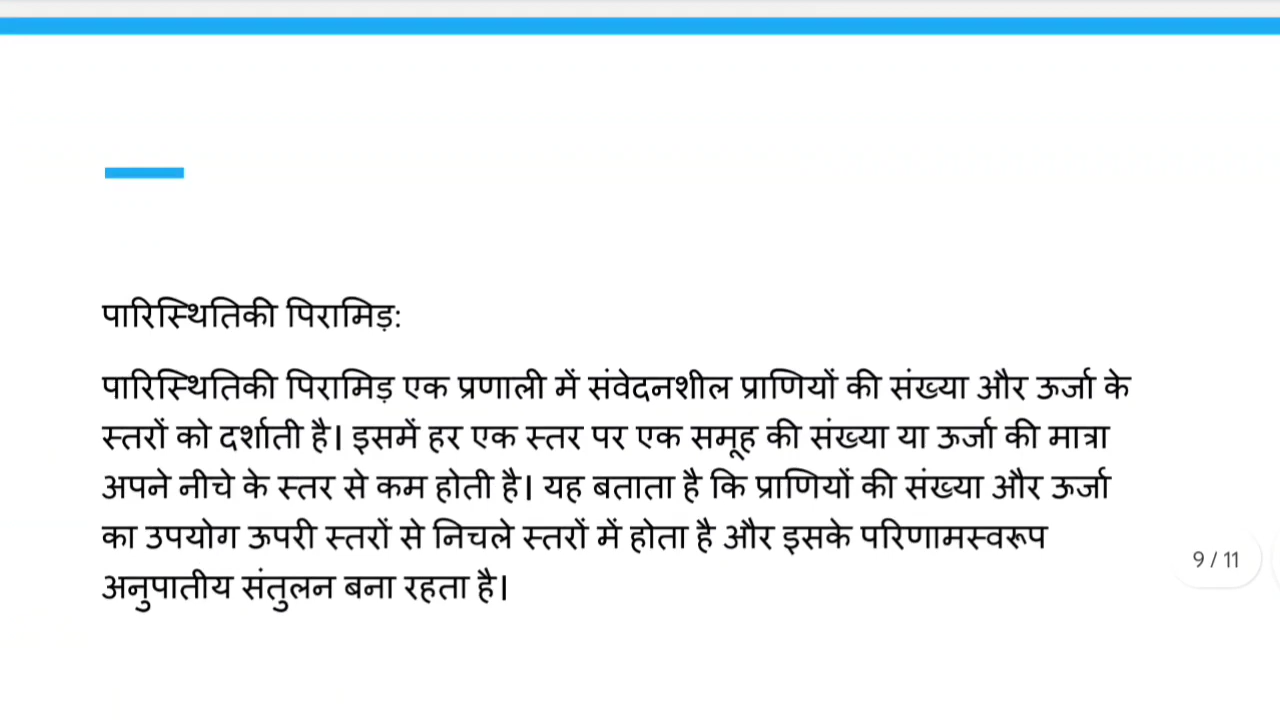 पारिस्थितिकी पिरामिड़:
पारिस्थितिकी पिरामिड़ एक प्रणाली में संवेदनशील प्राणियों की संख्या और ऊर्जा के
स्तरों को दर्शाती है। इसमें हर एक स्तर पर एक समूह की संख्या या ऊर्जा की मात्रा
अपने नीचे के स्तर से कम होती है। यह बताता है कि प्राणियों की संख्या और ऊर्जा
का उपयोग ऊपरी स्तरों से निचले स्तरों में होता है और इसके परिणामस्वरूप
9 / 11
अनुपातीय संतुलन बना रहता है।